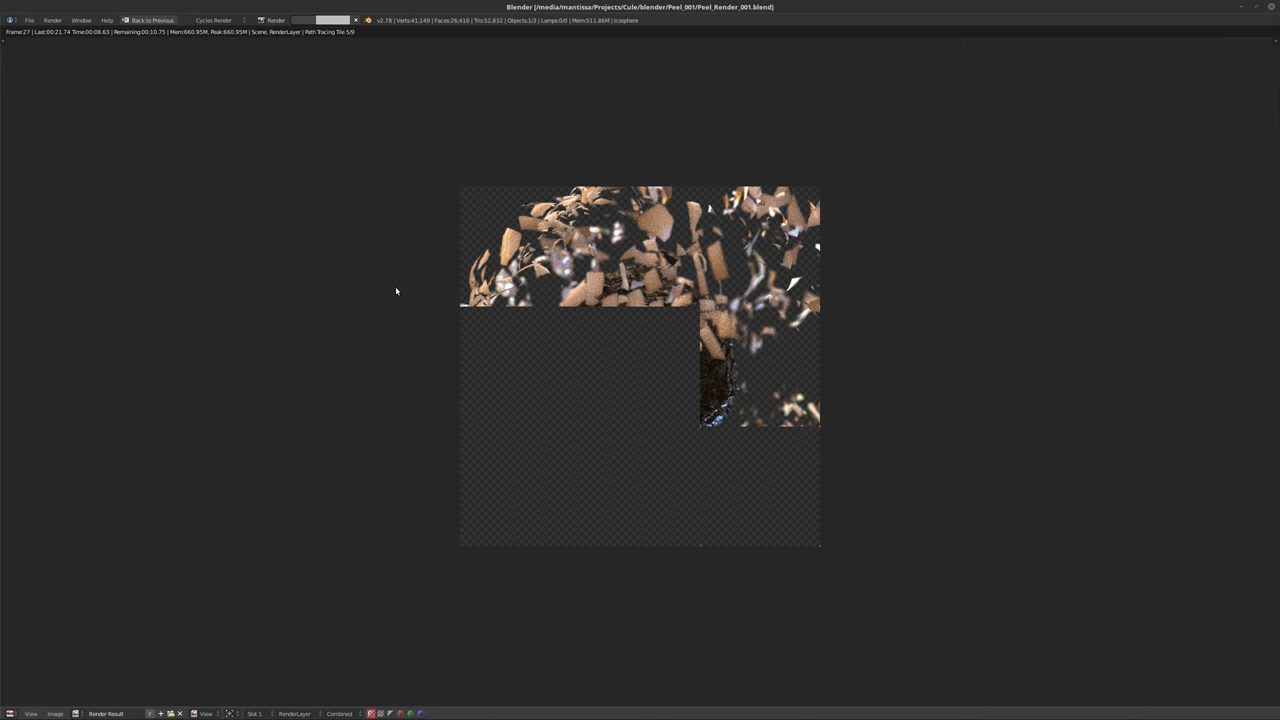 Blender [/media/mantissa/Projects/Cule/blender/Peel_001/Peel_Render_001.blend]
File Render Window Help Back to Previous Cycles Render Render v2.78 | Verts:41,149 | Faces:26,416 | Tris:52,832 | Objects:1/3 | Lamps:0/0 | Mem:511.86M | Icosphere
Frame:27 | Last:00:21.74 Time:00:08.63 | Remaining:00:10.75 | Mem:660.95M, Peak:660.95M | Scene, RenderLayer | Path Tracing Tile 5/9
View Image Render Result F View Slot 1 RenderLayer Combined